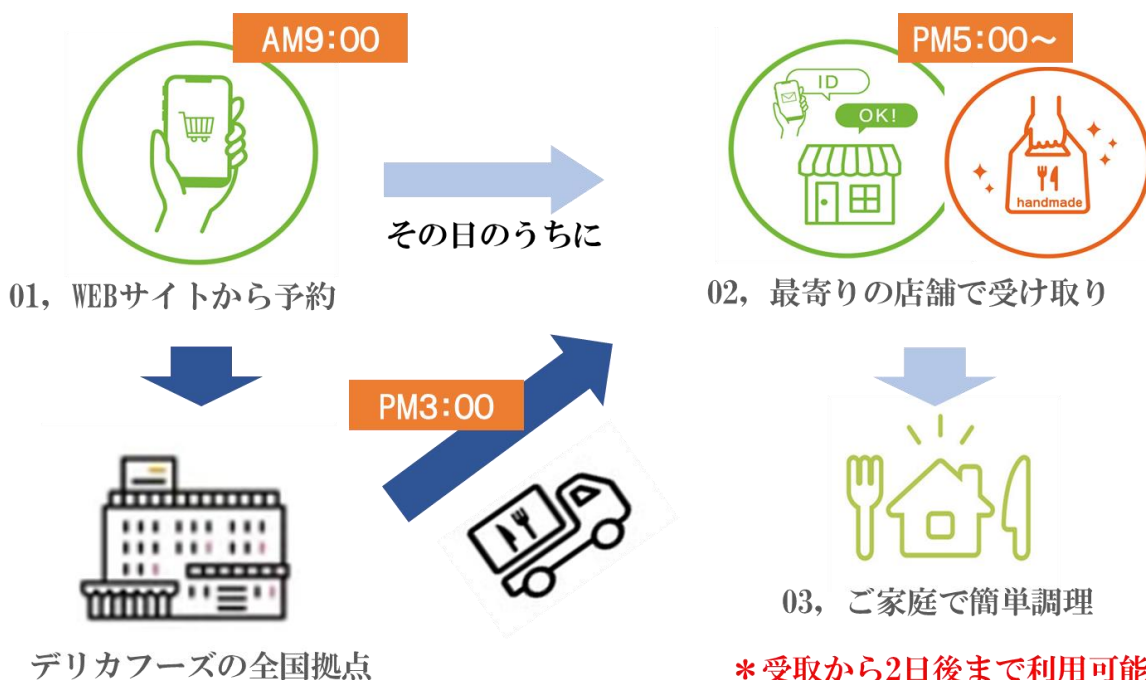 AM9:00
PM5:00～
ID
OK!
handmade
その日のうちに
01, WEBサイトから予約
02, 最寄りの店舗で受け取り
PM3:00
03, ご家庭で簡単調理
デリカフーズの全国拠点
＊受取から2日後まで利用可能